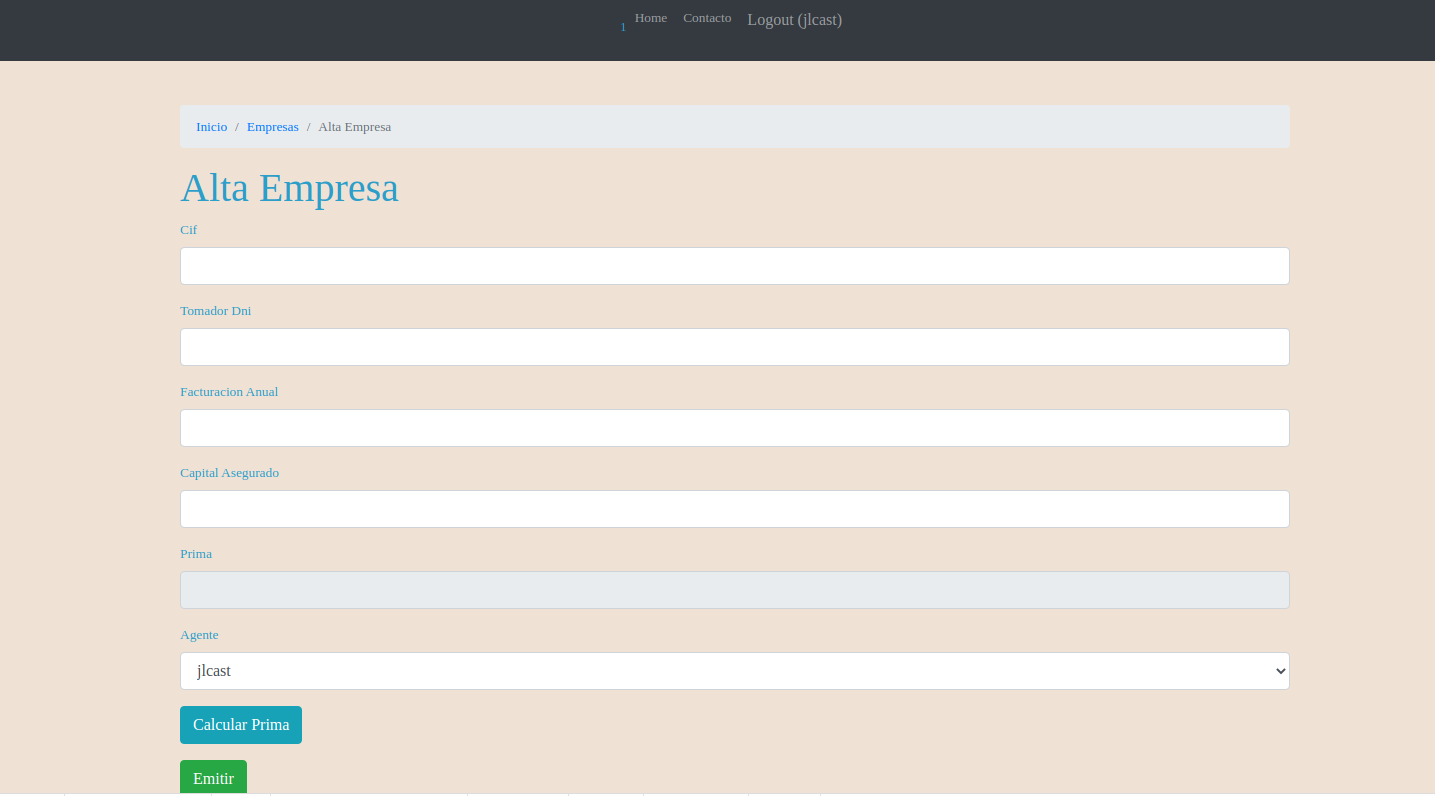 1 Home Contacto Logout (jlcast)
Inicio / Empresas / Alta Empresa
Alta Empresa
Cif
Tomador Dni
Facturacion Anual
Capital Asegurado
Prima
Agente
jlcast
Calcular Prima
Emitir